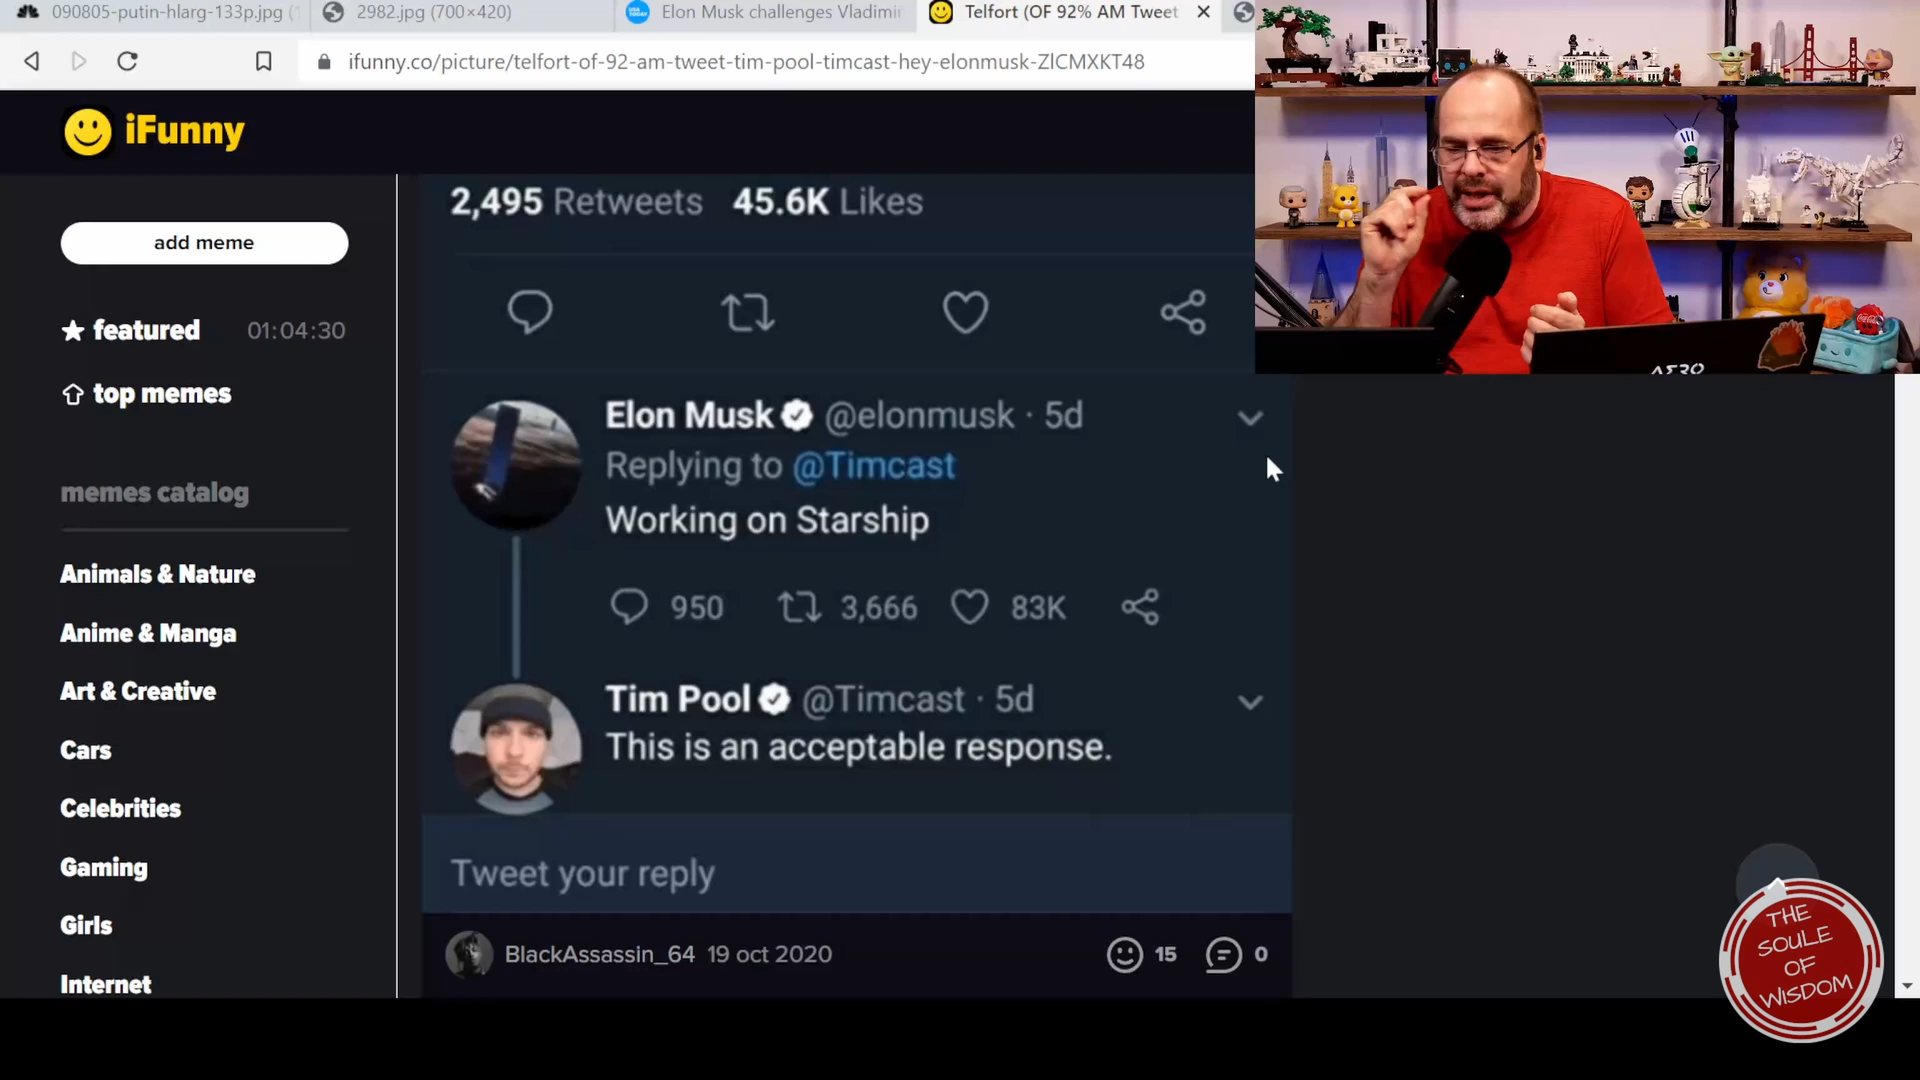 090805-putin-hlarg-133p.jpg (
2982.jpg (700×420)
USA TODAY
Elon Musk challenges Vladimi
Telfort (OF 92% AM Tweet
ifunny.co/picture/telfort-of-92-am-tweet-tim-pool-timcast-hey-elonmusk-ZlCMXKT48
iFunny
add meme
featured 01:04:30
top memes
memes catalog
Animals & Nature
Anime & Manga
Art & Creative
Cars
Celebrities
Gaming
Girls
Internet
2,495 Retweets 45.6K Likes
Elon Musk @elonmusk · 5d
Replying to @Timcast
Working on Starship
950 3,666 83K
Tim Pool @Timcast · 5d
This is an acceptable response.
Tweet your reply
BlackAssassin_64 19 oct 2020
15 0
THE
SOULE
OF
WISDOM